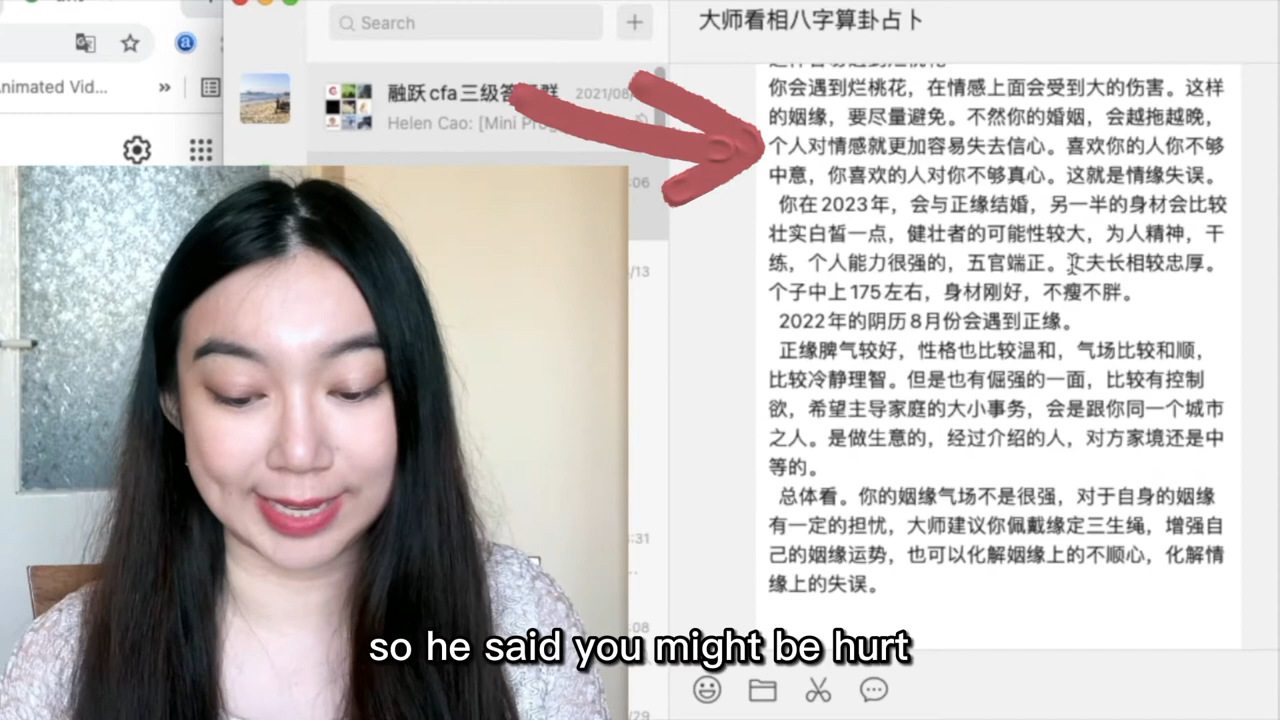 Search
大师看相八字算卦占卜
nimated Vid...
融跃cfa三级答
群
2021/08/
Helen Cao: [Mini Pro
:06
/13
:31
:08
/29
你会遇到烂桃花，在情感上面会受到大的伤害。这样
的姻缘，要尽量避免。不然你的婚姻，会越拖越晚，
个人对情感就更加容易失去信心。喜欢你的人你不够
中意，你喜欢的人对你不够真心。这就是情缘失误。
你在2023年，会与正缘结婚，另一半的身材会比较
壮实白皙一点，健壮者的可能性较大，为人精神，干
练，个人能力很强的，五官端正。丈夫长相较忠厚。
个子中上175左右，身材刚好，不瘦不胖。
2022年的阴历8月份会遇到正缘。
正缘脾气较好，性格也比较温和，气场比较和顺，
比较冷静理智。但是也有倔强的一面，比较有控制
欲，希望主导家庭的大小事务，会是跟你同一个城市
之人。是做生意的，经过介绍的人，对方家境还是中
等的。
总体看。你的姻缘气场不是很强，对于自身的姻缘
有一定的担忧，大师建议你佩戴缘定三生绳，增强自
己的姻缘运势，也可以化解姻缘上的不顺心，化解情
缘上的失误。
so he said you might be hurt